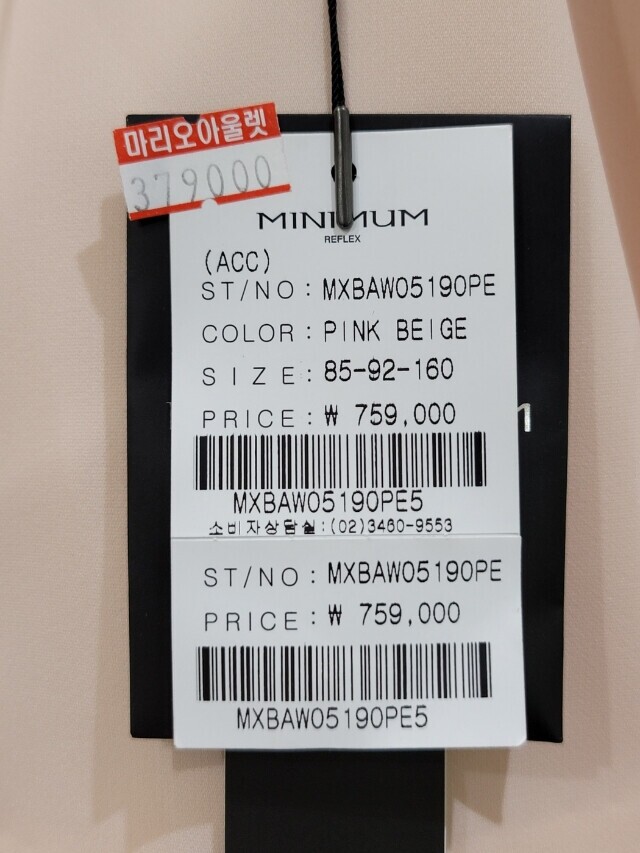 마리오아울렛
379000
MINIMUM
REFLEX
(ACC)
ST/NO : MXBAW05190PE
COLOR : PINK BEIGE
SIZE : 85-92-160
PRICE : ₩ 759,000
MXBAW05190PE5
소비자상담실:(02)3460-9553
ST/NO : MXBAW05190PE
PRICE : ₩ 759,000
MXBAW05190PE5